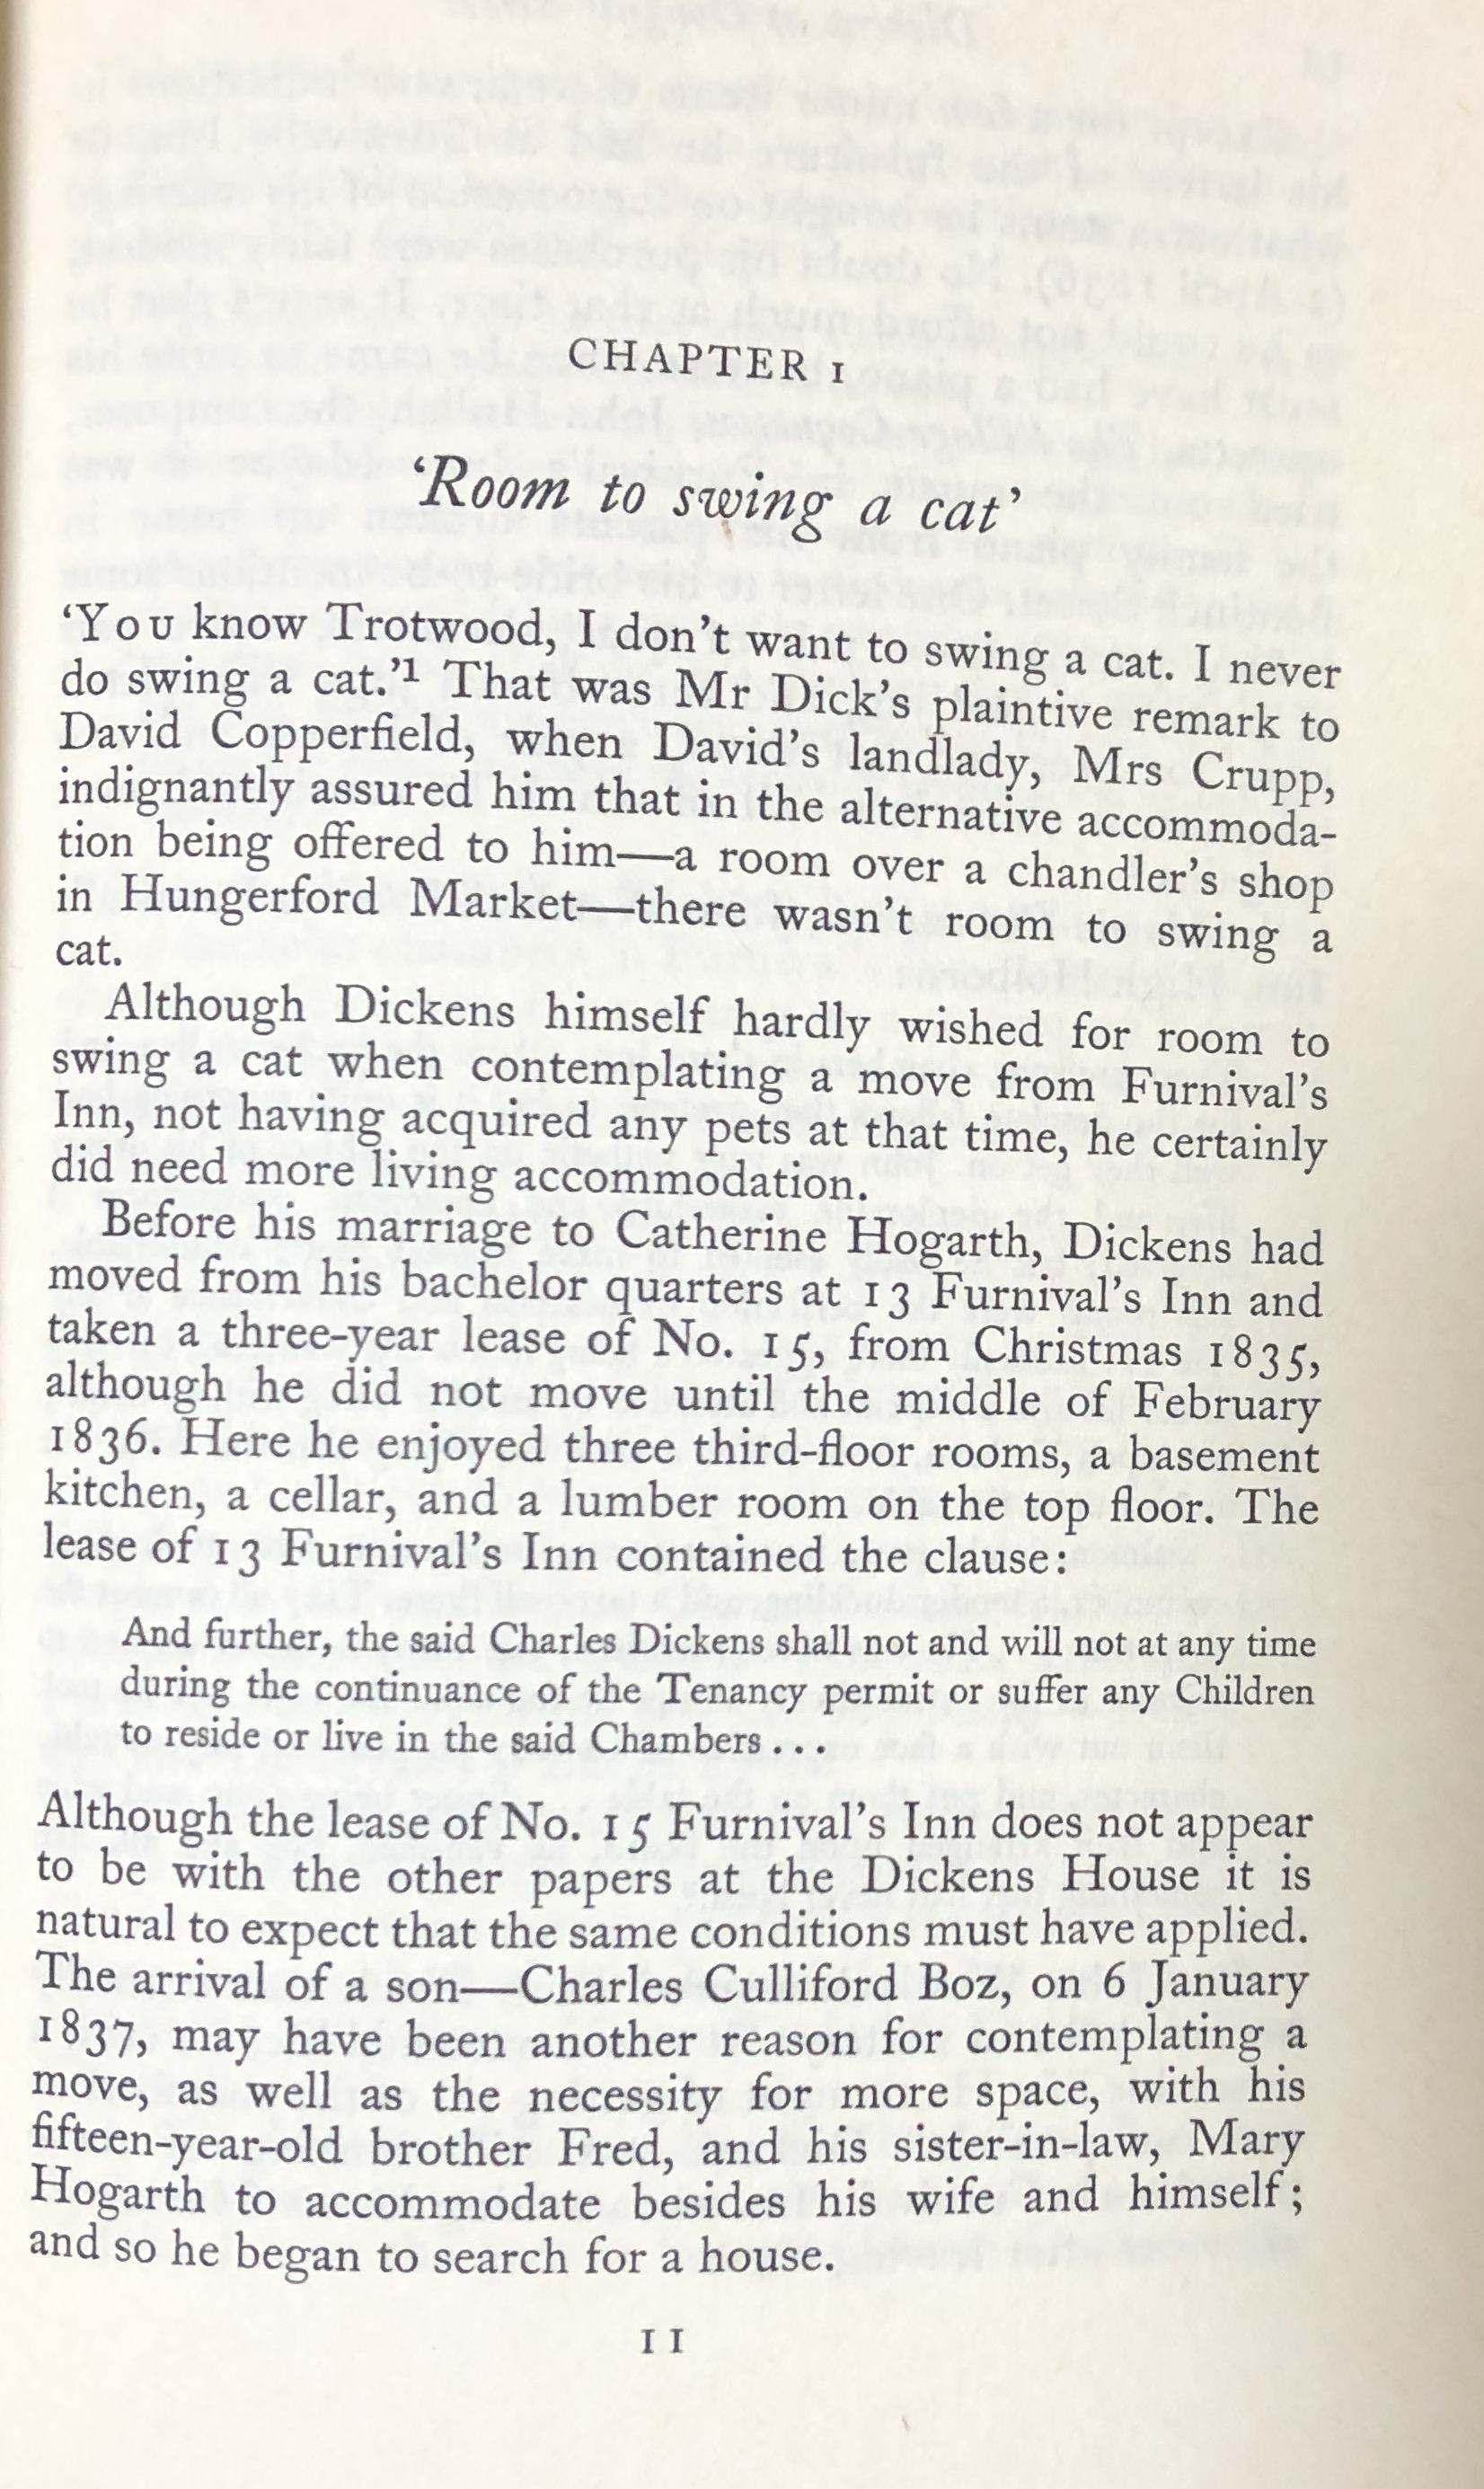 CHAPTER 1
‘Room to swing a cat’
‘You know Trotwood, I don’t want to swing a cat. I never
do swing a cat.’1 That was Mr Dick’s plaintive remark to
David Copperfield, when David’s landlady, Mrs Crupp,
indignantly assured him that in the alternative accommoda-
tion being offered to him—a room over a chandler’s shop
in Hungerford Market—there wasn’t room to swing a
cat.
Although Dickens himself hardly wished for room to
swing a cat when contemplating a move from Furnival’s
Inn, not having acquired any pets at that time, he certainly
did need more living accommodation.
Before his marriage to Catherine Hogarth, Dickens had
moved from his bachelor quarters at 13 Furnival’s Inn and
taken a three-year lease of No. 15, from Christmas 1835,
although he did not move until the middle of February
1836. Here he enjoyed three third-floor rooms, a basement
kitchen, a cellar, and a lumber room on the top floor. The
lease of 13 Furnival’s Inn contained the clause:
And further, the said Charles Dickens shall not and will not at any time
during the continuance of the Tenancy permit or suffer any Children
to reside or live in the said Chambers . . .
Although the lease of No. 15 Furnival’s Inn does not appear
to be with the other papers at the Dickens House it is
natural to expect that the same conditions must have applied.
The arrival of a son—Charles Culliford Boz, on 6 January
1837, may have been another reason for contemplating a
move, as well as the necessity for more space, with his
fifteen-year-old brother Fred, and his sister-in-law, Mary
Hogarth to accommodate besides his wife and himself;
and so he began to search for a house.
11